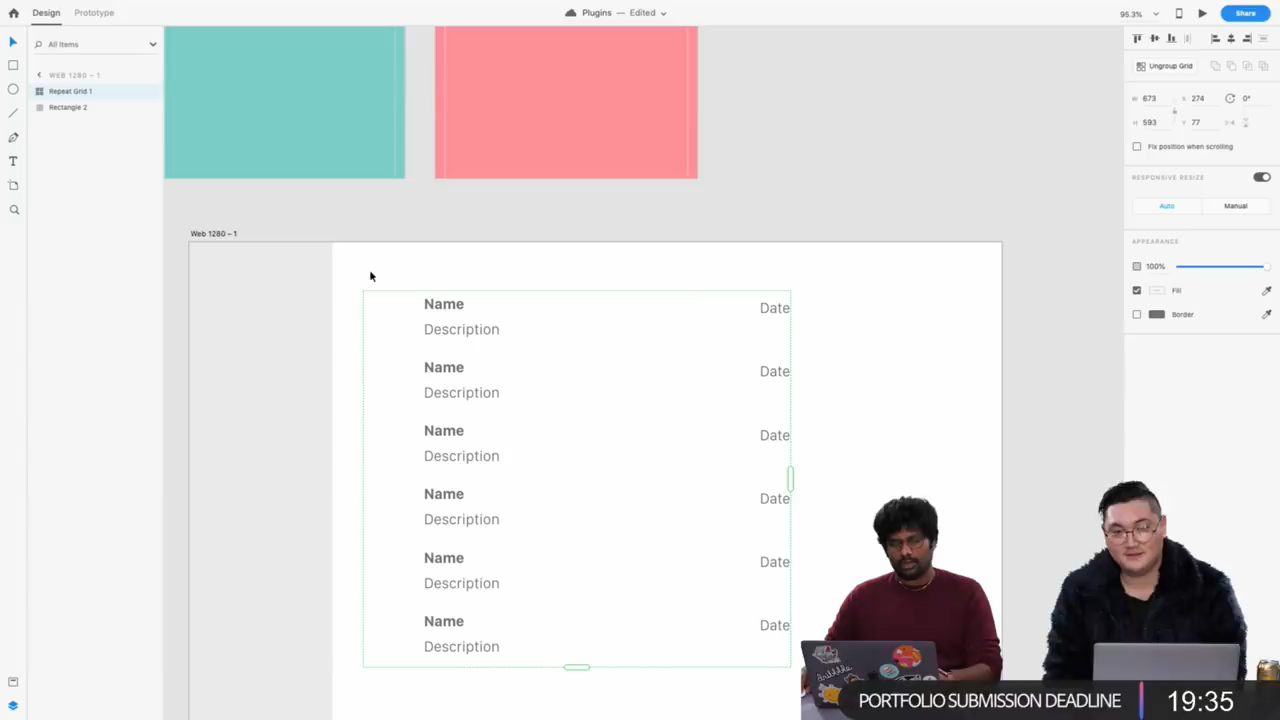 Design
Prototype
Plugins — Edited
95.3%
Share
All Items
WEB 1280 – 1
Repeat Grid 1
Rectangle 2
Ungroup Grid
W 673
X 274
0°
H 593
Y 77
Fix position when scrolling
RESPONSIVE RESIZE
Auto
Manual
APPEARANCE
100%
Fill
Border
Web 1280 – 1
Name
Date
Description
Name
Date
Description
Name
Date
Description
Name
Date
Description
Name
Date
Description
Name
Date
Description
PORTFOLIO SUBMISSION DEADLINE
19:35